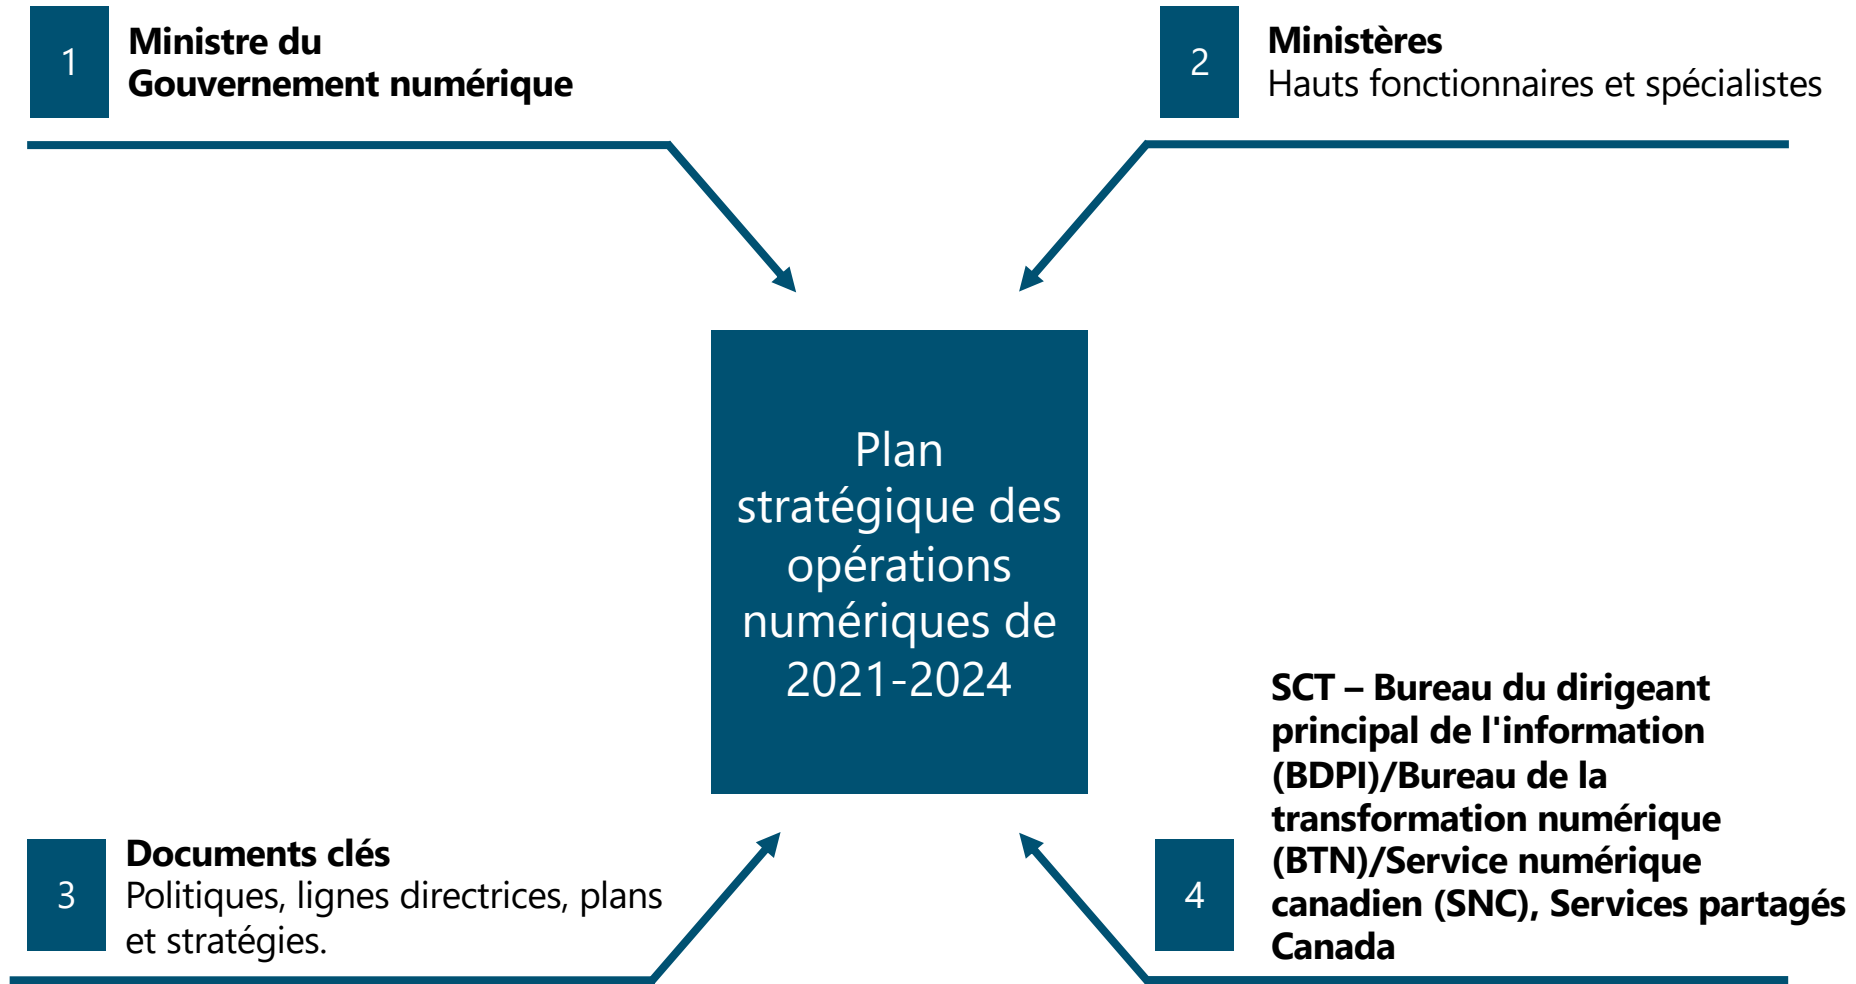 1
Ministre du
Gouvernement numérique
2
Ministères
Hauts fonctionnaires et spécialistes
Plan
stratégique des
opérations
numériques de
2021-2024
3
Documents clés
Politiques, lignes directrices, plans
et stratégies.
4
SCT – Bureau du dirigeant
principal de l'information
(BDPI)/Bureau de la
transformation numérique
(BTN)/Service numérique
canadien (SNC), Services partagés
Canada